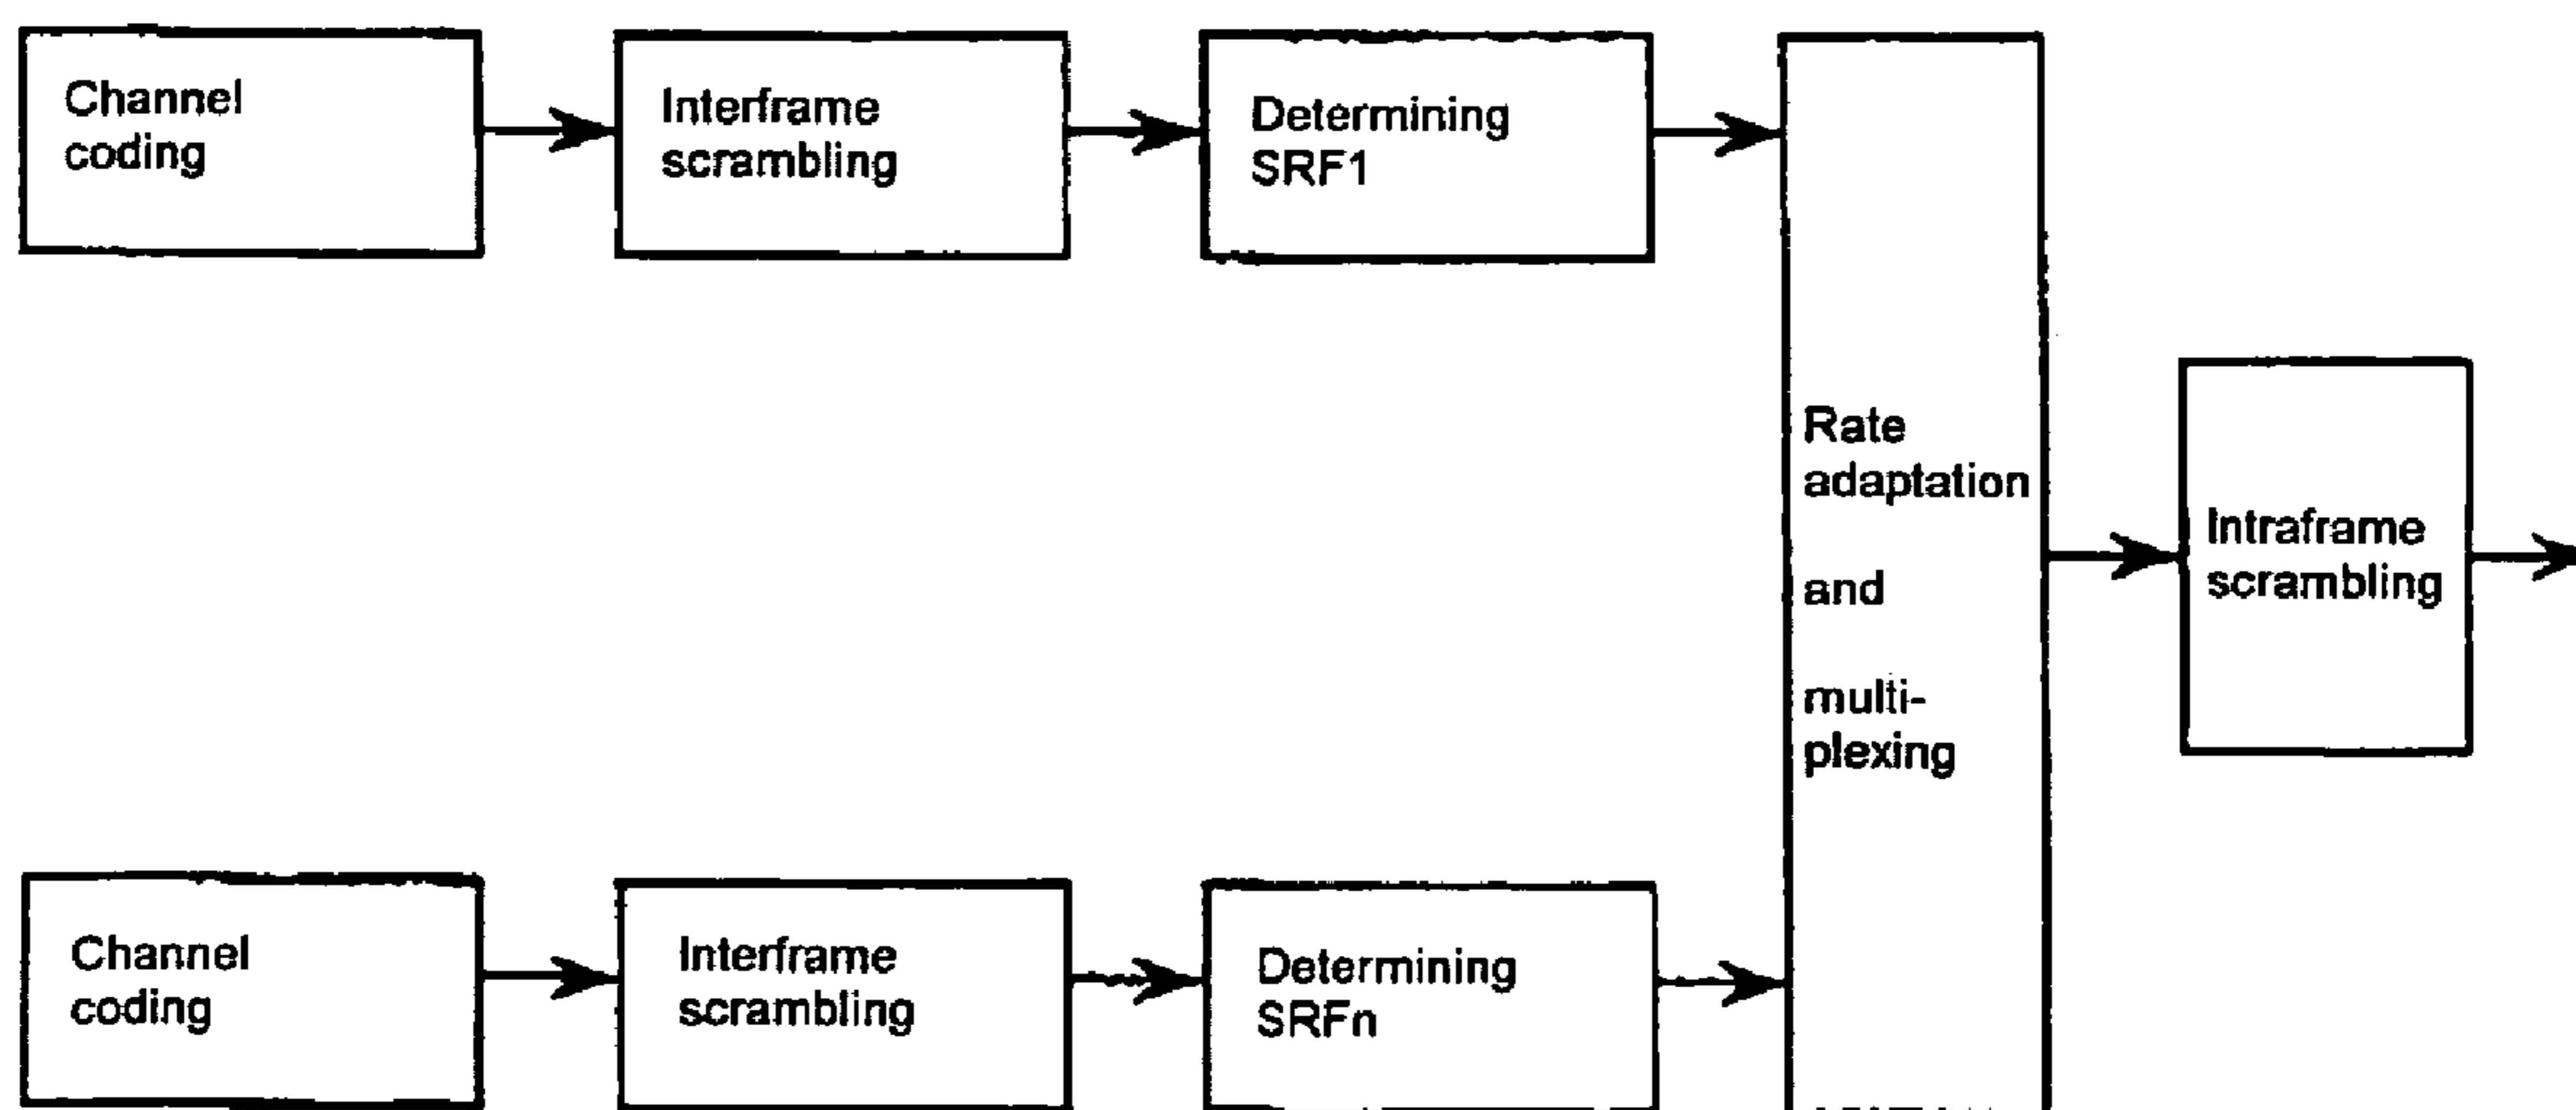 Channel
coding
Interframe
scrambling
Determining
SRF1
Rate
adaptation
and
multi-
plexing
Intraframe
scrambling
Channel
coding
Interframe
scrambling
Determining
SRFn